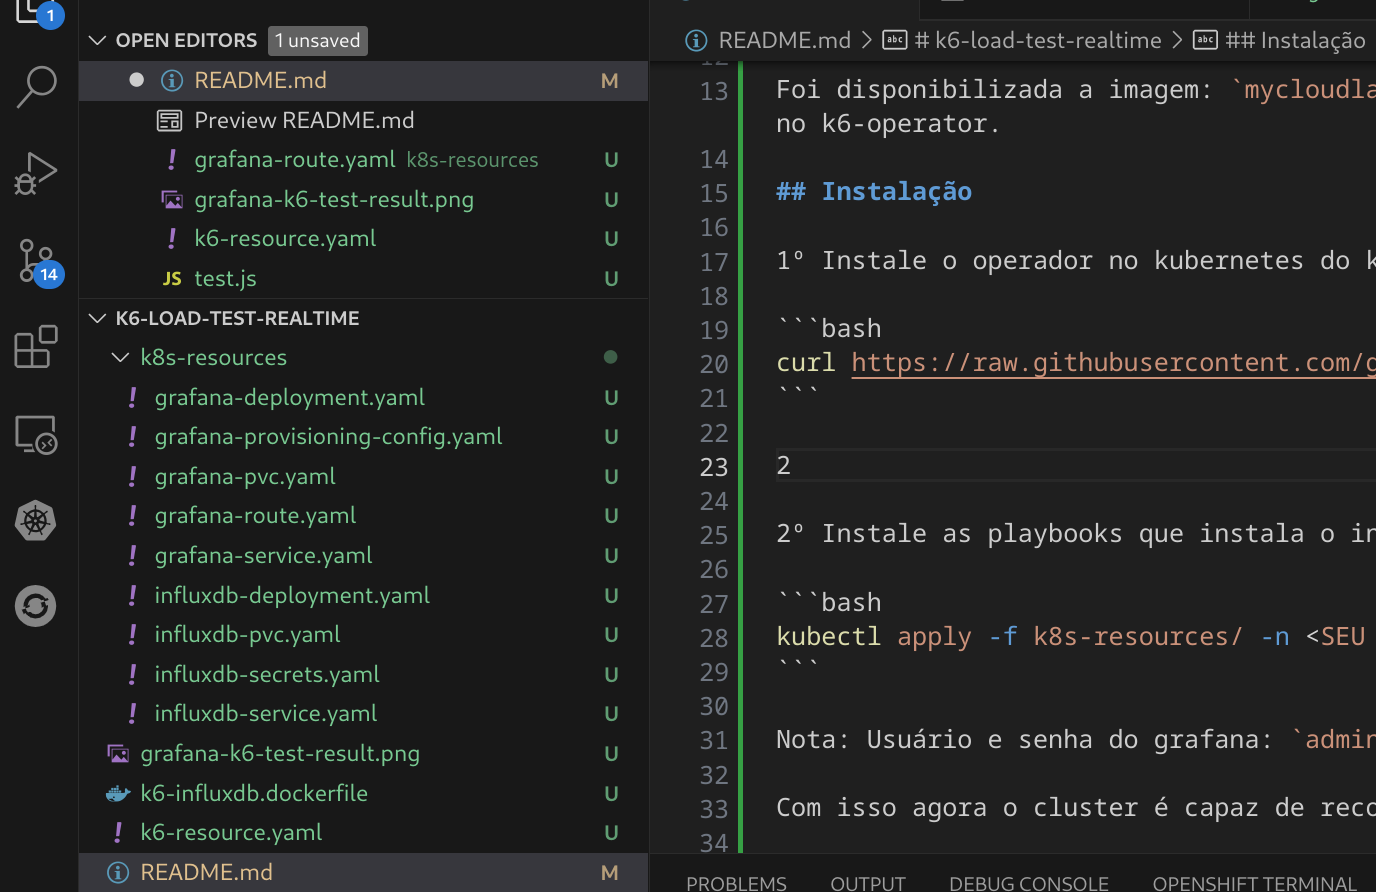 1
OPEN EDITORS 1 unsaved
README.md M
Preview README.md
! grafana-route.yaml k8s-resources U
grafana-k6-test-result.png U
! k6-resource.yaml U
JS test.js U
14
K6-LOAD-TEST-REALTIME
k8s-resources
! grafana-deployment.yaml U
! grafana-provisioning-config.yaml U
! grafana-pvc.yaml U
! grafana-route.yaml U
! grafana-service.yaml U
! influxdb-deployment.yaml U
! influxdb-pvc.yaml U
! influxdb-secrets.yaml U
! influxdb-service.yaml U
grafana-k6-test-result.png U
k6-influxdb.dockerfile U
! k6-resource.yaml U
README.md M
README.md > abc # k6-load-test-realtime > abc ## Instalação
12
13 Foi disponibilizada a imagem: `mycloudla
no k6-operator.
14
15 ## Instalação
16
17 1º Instale o operador no kubernetes do k
18
19 ```bash
20 curl https://raw.githubusercontent.com/g
21 ```
22
23 2
24
25 2º Instale as playbooks que instala o in
26
27 ```bash
28 kubectl apply -f k8s-resources/ -n <SEU
29 ```
30
31 Nota: Usuário e senha do grafana: `admin
32
33 Com isso agora o cluster é capaz de reco
34
PROBLEMS OUTPUT DEBUG CONSOLE OPENSHIFT TERMINAL